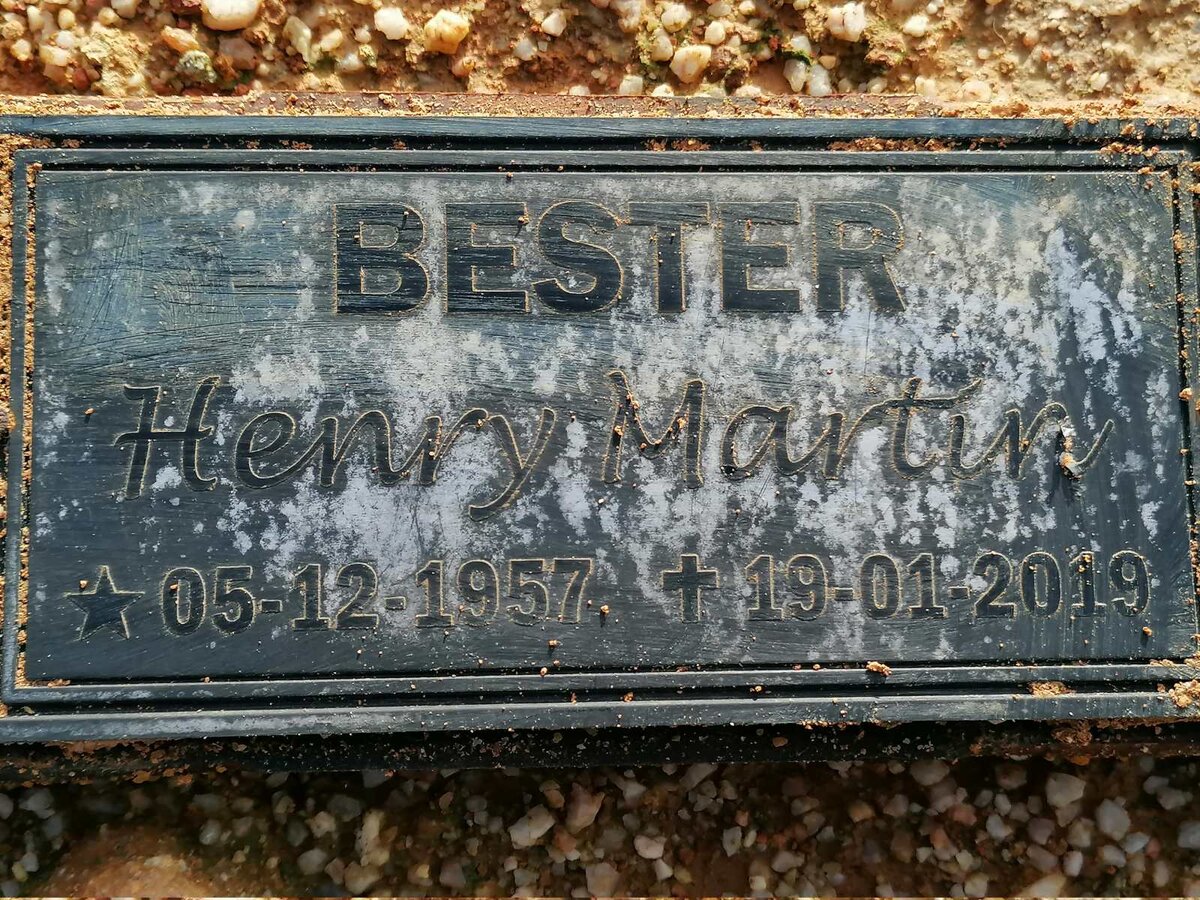 BESTER
Henry Martin
★ 05-12-1957 ✝ 19-01-2019